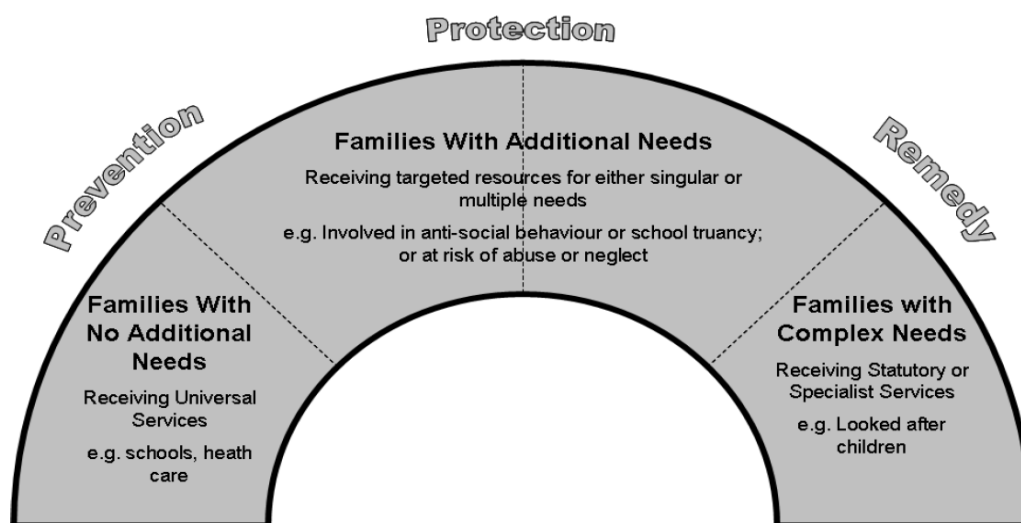 Protection
Prevention
Remedy
Families With Additional Needs
Receiving targeted resources for either singular or
multiple needs
e.g. Involved in anti-social behaviour or school truancy;
or at risk of abuse or neglect
Families With
No Additional
Needs
Receiving Universal
Services
e.g. schools, heath
care
Families with
Complex Needs
Receiving Statutory or
Specialist Services
e.g. Looked after
children